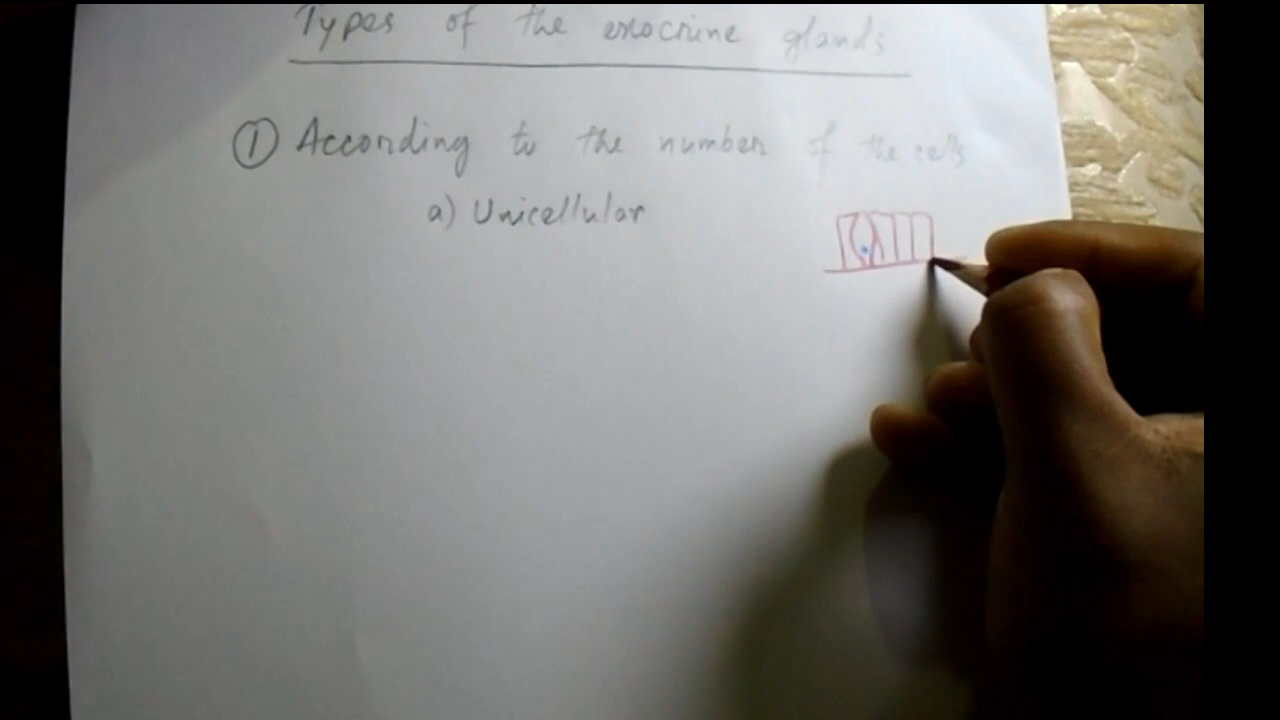 Types of the exocrine glands
① According to the number of the cells
a) Unicellular